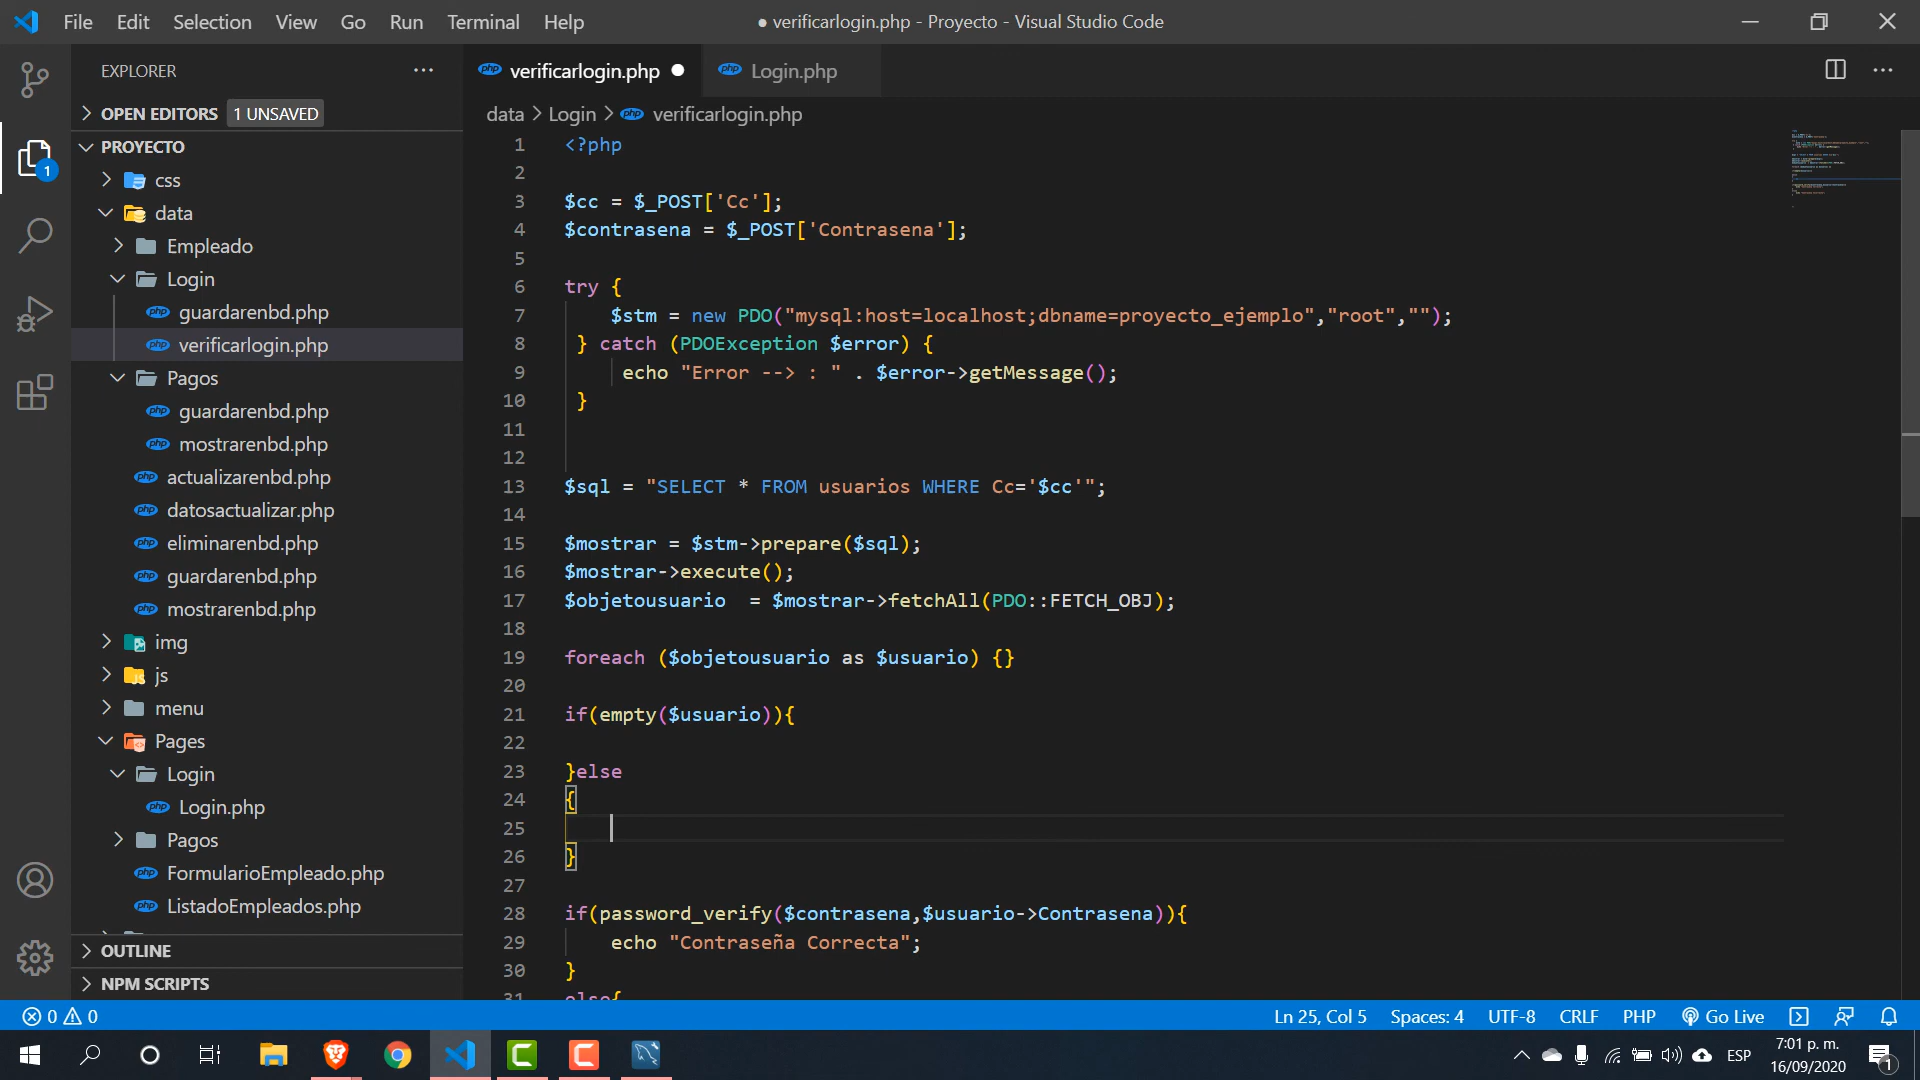 File Edit Selection View Go Run Terminal Help
● verificarlogin.php - Proyecto - Visual Studio Code
EXPLORER
OPEN EDITORS 1 UNSAVED
PROYECTO
css
data
Empleado
Login
guardarenbd.php
verificarlogin.php
Pagos
guardarenbd.php
mostrarenbd.php
actualizarenbd.php
datosactualizar.php
eliminarenbd.php
guardarenbd.php
mostrarenbd.php
img
js
menu
Pages
Login
Login.php
Pagos
FormularioEmpleado.php
ListadoEmpleados.php
OUTLINE
NPM SCRIPTS
1
verificarlogin.php ● Login.php
data > Login > verificarlogin.php
1 <?php
2
3 $cc = $_POST['Cc'];
4 $contrasena = $_POST['Contrasena'];
5
6 try {
7 $stm = new PDO("mysql:host=localhost;dbname=proyecto_ejemplo","root","");
8 } catch (PDOException $error) {
9 echo "Error --> : " . $error->getMessage();
10 }
11
12
13 $sql = "SELECT * FROM usuarios WHERE Cc='$cc'";
14
15 $mostrar = $stm->prepare($sql);
16 $mostrar->execute();
17 $objetousuario  = $mostrar->fetchAll(PDO::FETCH_OBJ);
18
19 foreach ($objetousuario as $usuario) {}
20
21 if(empty($usuario)){
22
23 }else
24 {
25
26 }
27
28 if(password_verify($contrasena,$usuario->Contrasena)){
29 echo "Contraseña Correcta";
30 }
31 else{
0 0
Ln 25, Col 5 Spaces: 4 UTF-8 CRLF PHP Go Live
ESP
7:01 p. m.
16/09/2020
1